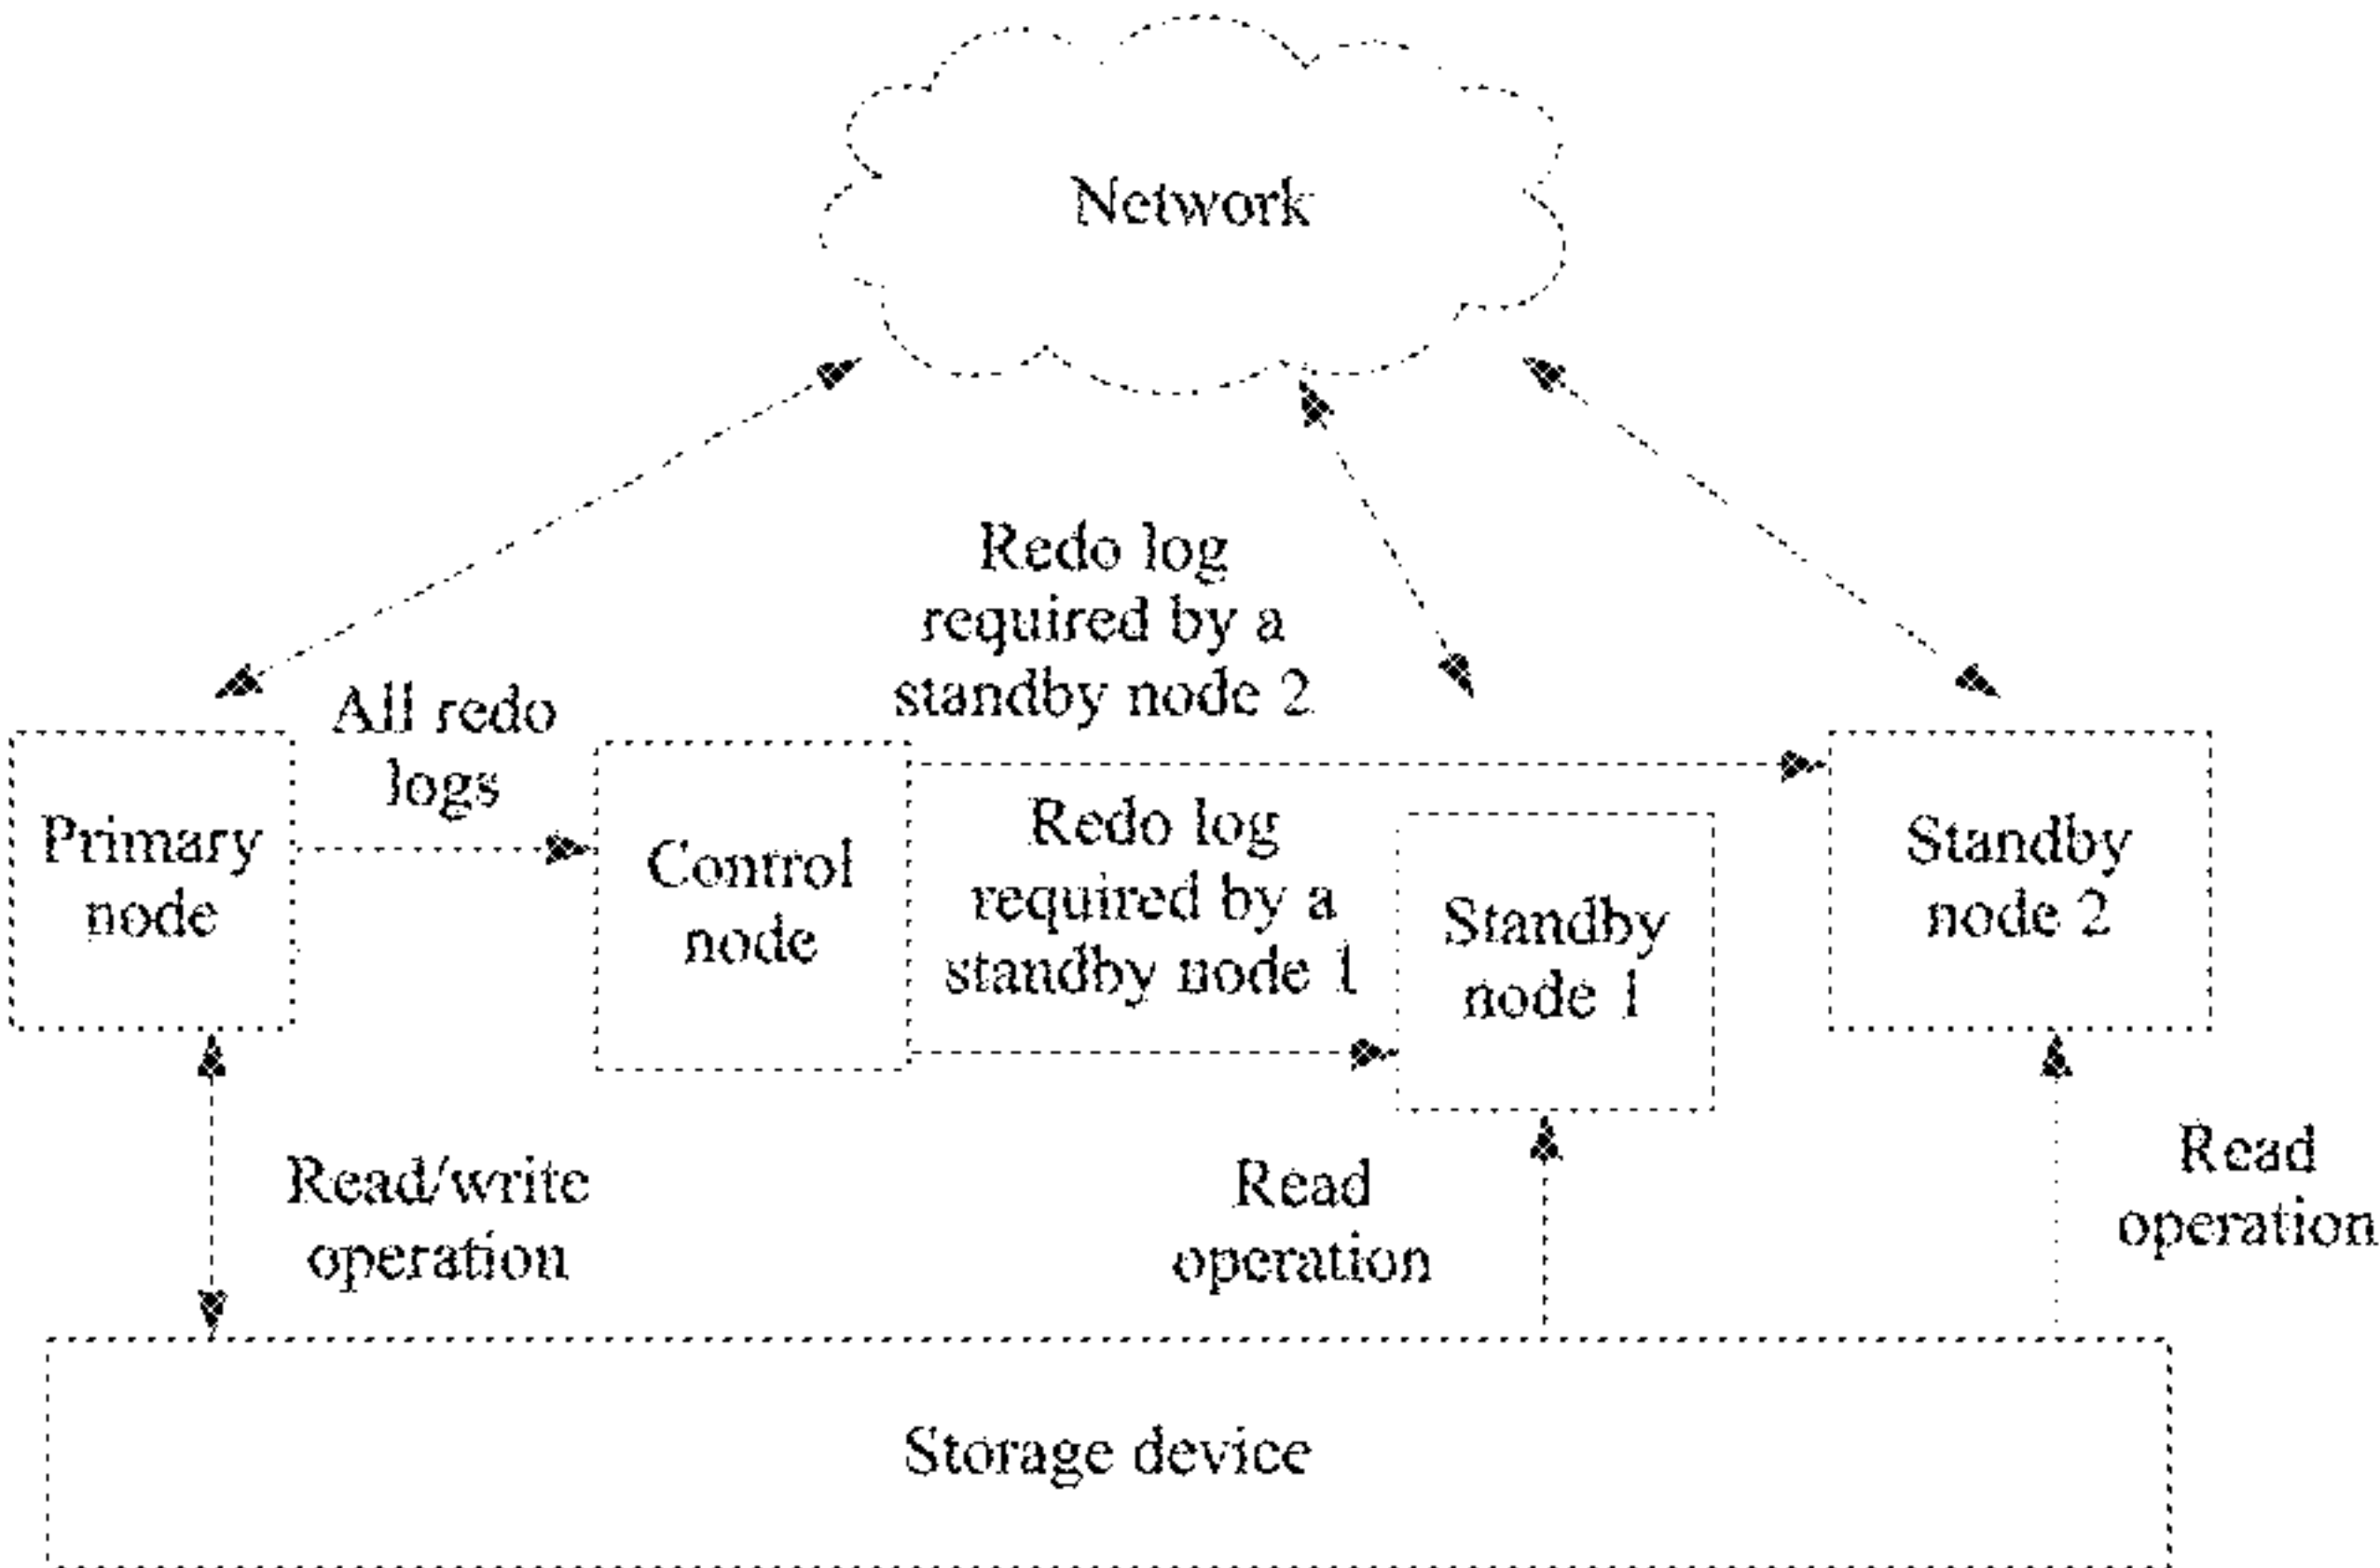 Network
Redo log
required by a
standby node 2
All redo
logs
Primary
node
Control
node
Redo log
required by a
standby node 1
Standby
node 1
Standby
node 2
Read/write
operation
Read
operation
Read
operation
Storage device